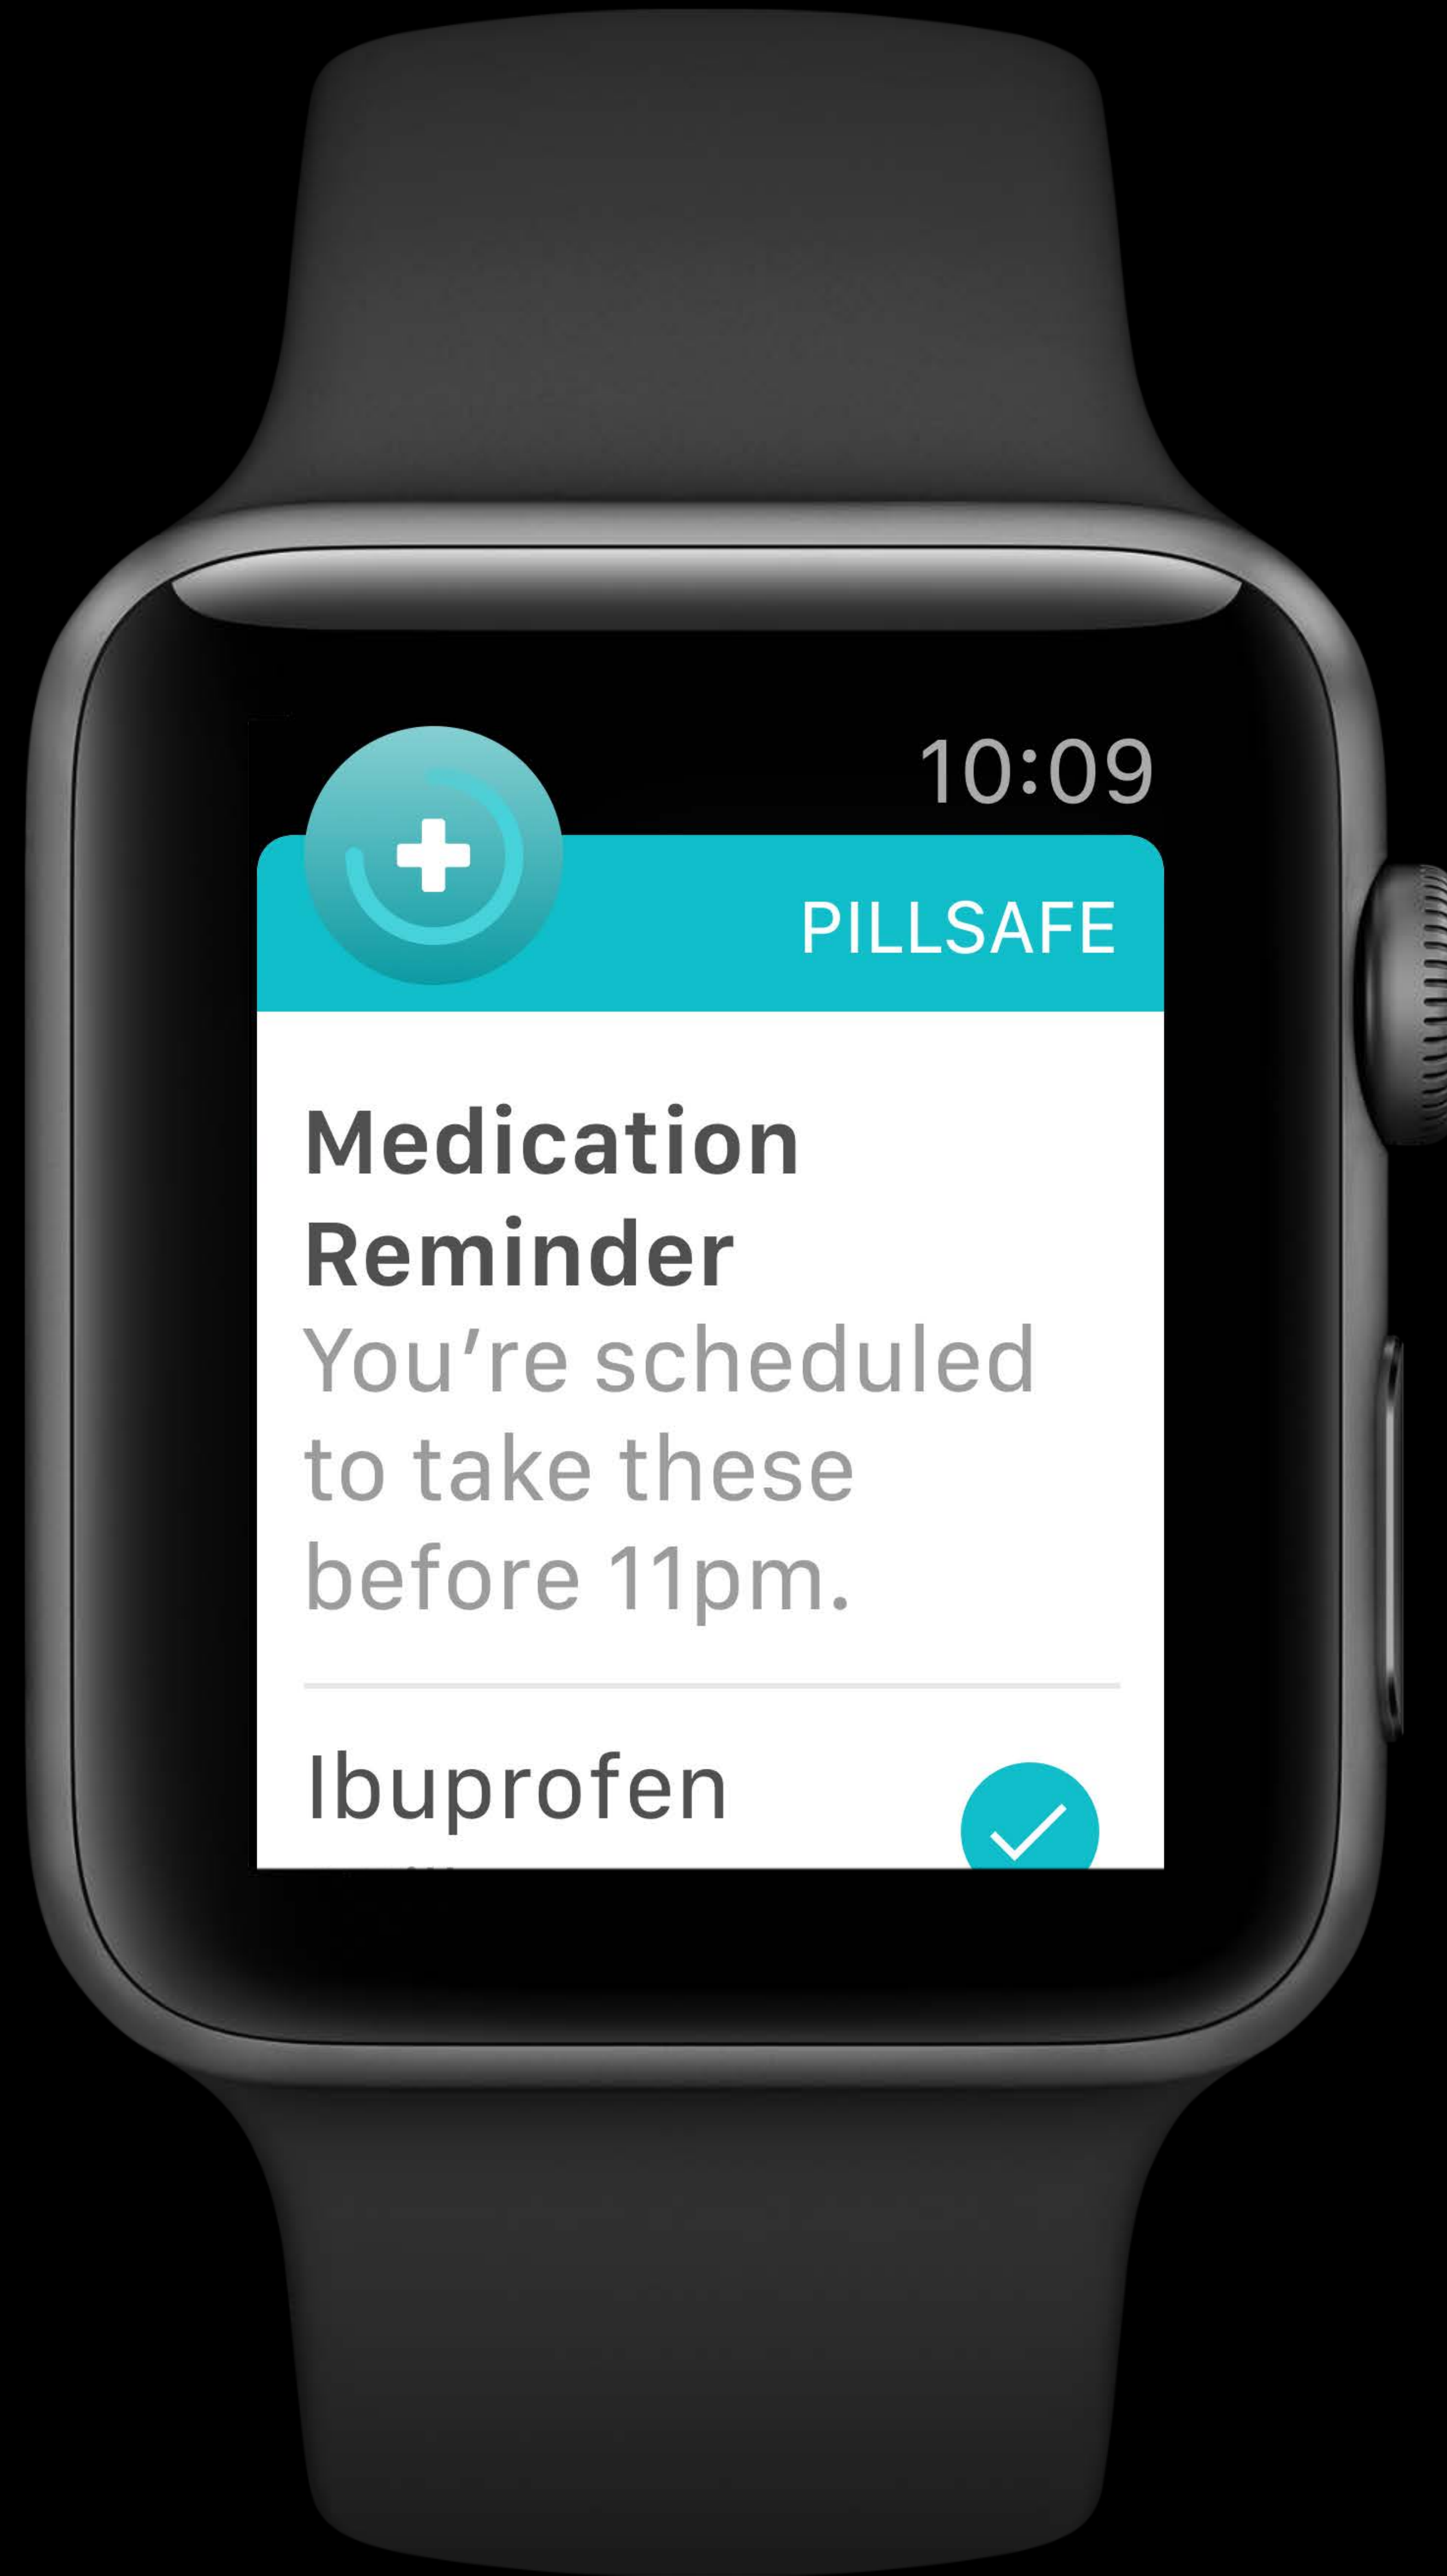 10:09
PILLSAFE
Medication
Reminder
You're scheduled
to take these
before 11pm.
Ibuprofen